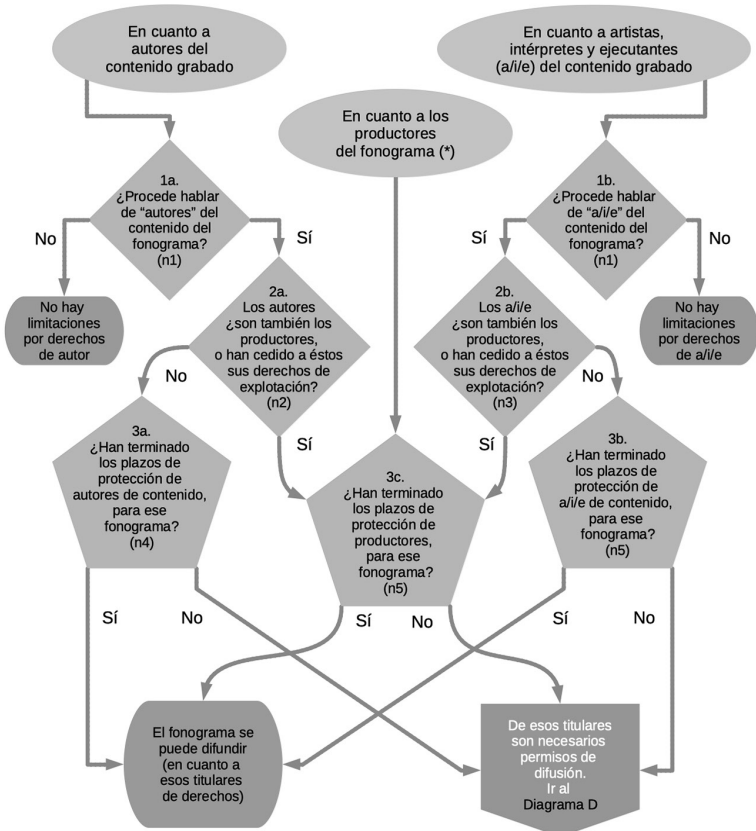 En cuanto a
autores del
contenido grabado
En cuanto a artistas,
intérpretes y ejecutantes
(a/i/e) del contenido grabado
En cuanto a los
productores
del fonograma (*)
1a.
¿Procede hablar
de “autores” del
contenido del
fonograma?
(n1)
No
Sí
1b.
¿Procede hablar
de “a/i/e” del
contenido del
fonograma?
(n1)
Sí
No
No hay
limitaciones
por derechos
de autor
2a.
Los autores
¿son también los
productores,
o han cedido a éstos
sus derechos de
explotación?
(n2)
No
Sí
2b.
Los a/i/e
¿son también los
productores,
o han cedido a éstos
sus derechos de
explotación?
(n3)
No
Sí
No hay
limitaciones
por derechos
de a/i/e
3a.
¿Han terminado
los plazos de
protección de
autores de contenido,
para ese
fonograma?
(n4)
Sí
No
3c.
¿Han terminado
los plazos de
protección de
productores,
para ese
fonograma?
(n5)
Sí
No
3b.
¿Han terminado
los plazos de
protección de
a/i/e de contenido,
para ese
fonograma?
(n5)
Sí
No
El fonograma se
puede difundir
(en cuanto a
esos titulares
de derechos)
De esos titulares
son necesarios
permisos de
difusión.
Ir al
Diagrama D